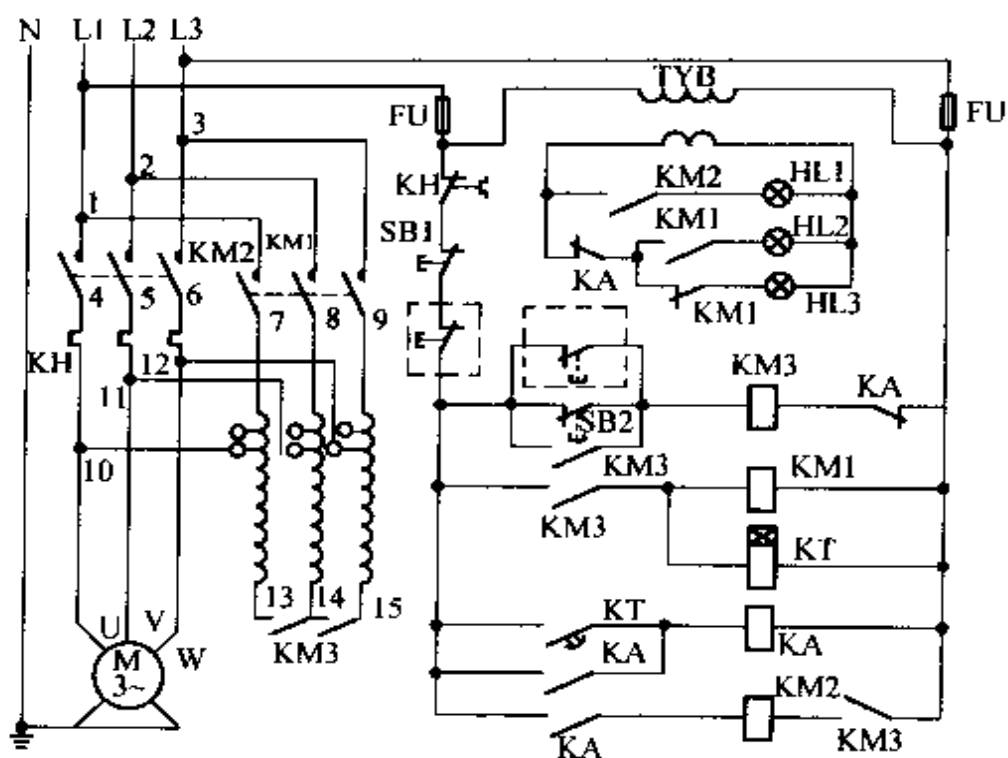 N L1 L2 L3
TYB
FU FU
3
2
KH KM2 HL1
1
SB1 KM1 HL2
KM2 KM1
4 5 6 KA
7 8 9 KM1 HL3
KH 12 KM3 KA
11
SB2
10 KM3 KM1
KM3
KT
13 14 15 KT
U V KM3 KA KA
M W
3~ KM2
KA KM3